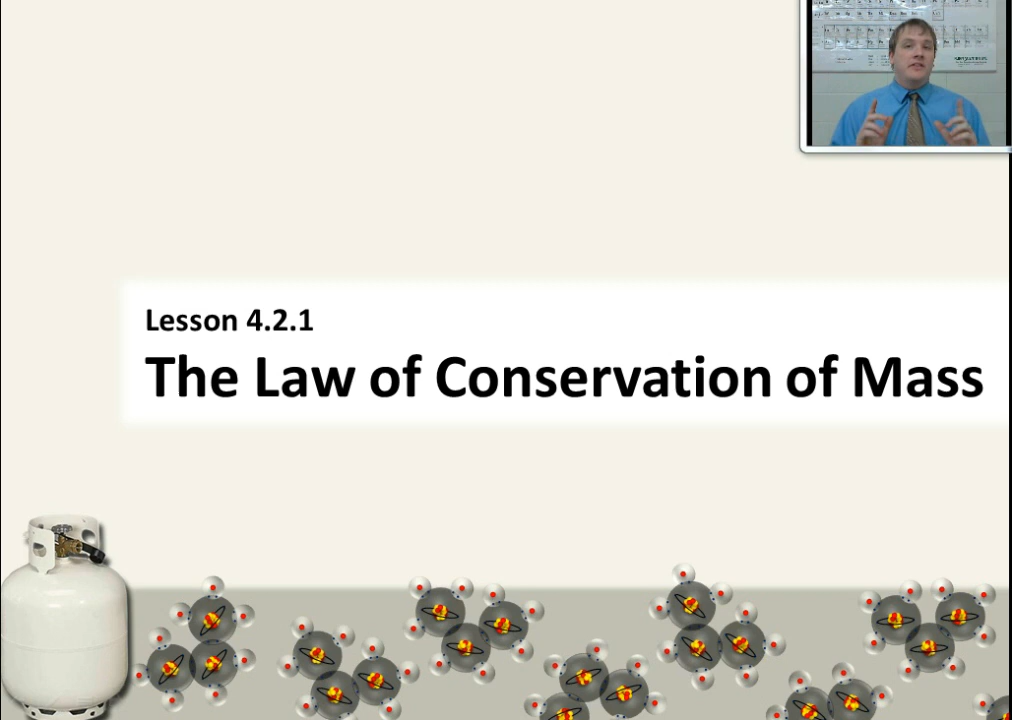 Lesson 4.2.1
The Law of Conservation of Mass